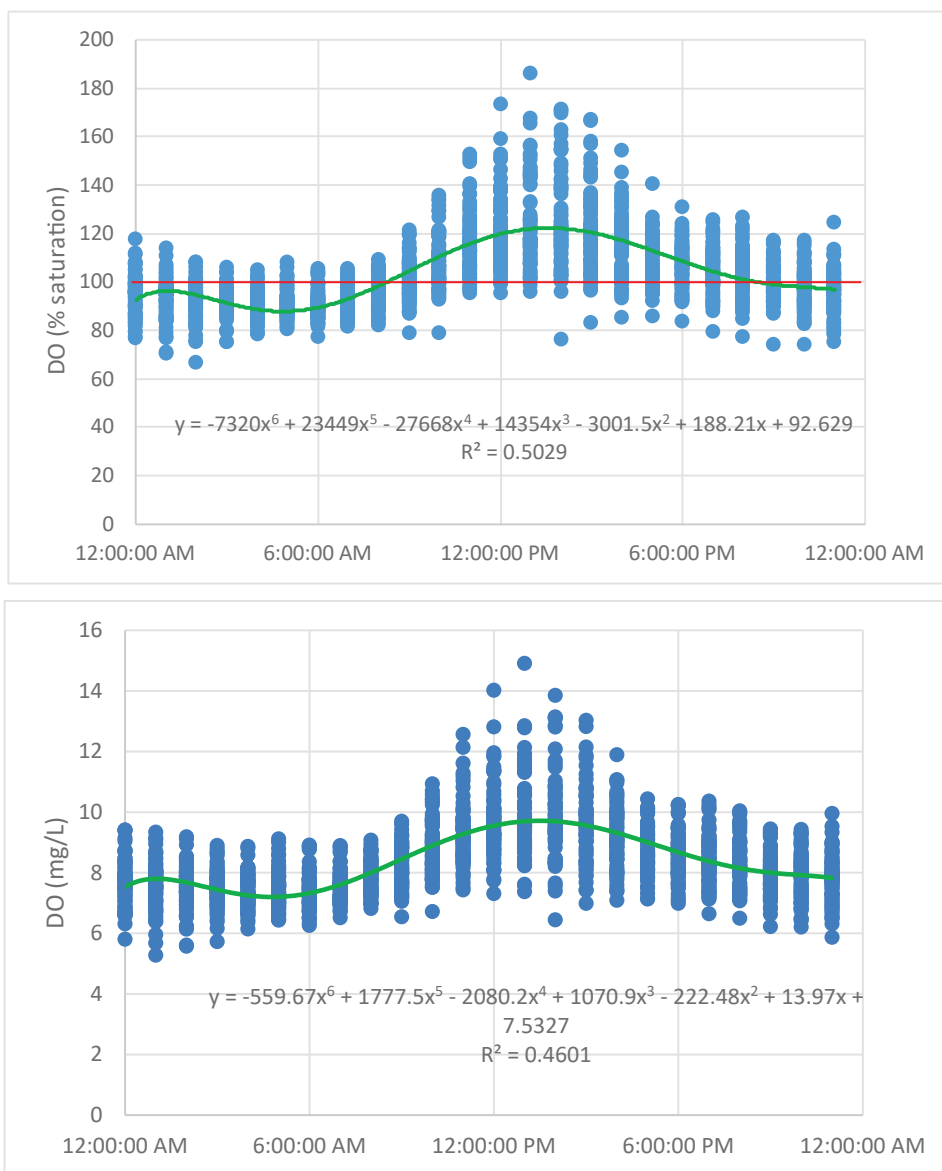 DO (% saturation)
200
180
160
140
120
100
80
60
40
20
0
y = -7320x⁶ + 23449x⁵ - 27668x⁴ + 14354x³ - 3001.5x² + 188.21x + 92.629
R² = 0.5029
12:00:00 AM 6:00:00 AM 12:00:00 PM 6:00:00 PM 12:00:00 AM
DO (mg/L)
16
14
12
10
8
6
4
2
0
y = -559.67x⁶ + 1777.5x⁵ - 2080.2x⁴ + 1070.9x³ - 222.48x² + 13.97x +
7.5327
R² = 0.4601
12:00:00 AM 6:00:00 AM 12:00:00 PM 6:00:00 PM 12:00:00 AM